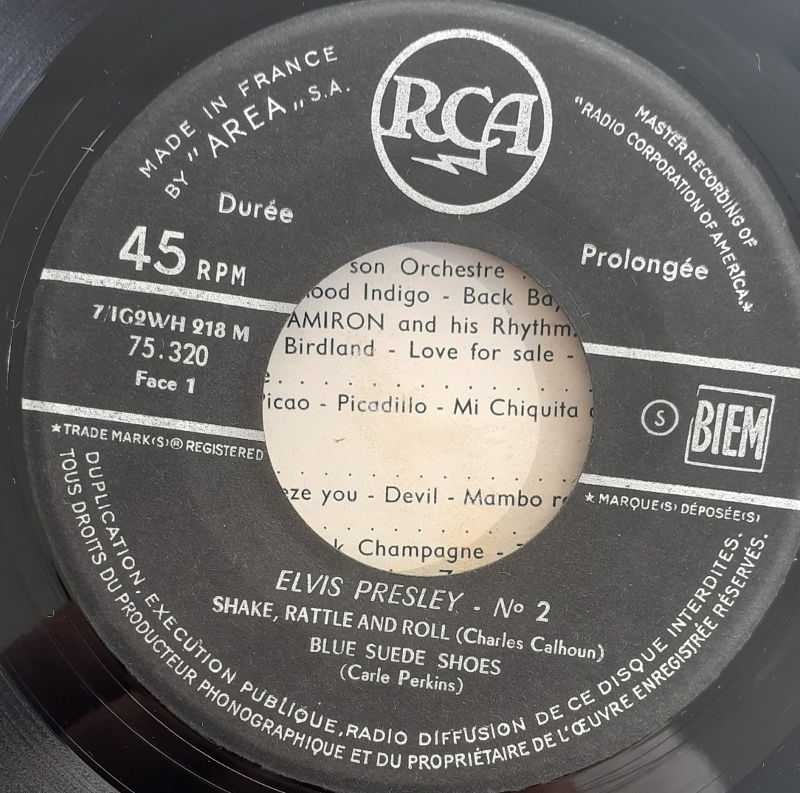 MADE IN FRANCE
BY "AREA" S.A.
RCA
MASTER RECORDING OF
"RADIO CORPORATION OF AMERICA.★
Durée
Prolongée
45 RPM
7/1G2WH 218 M
75.320
Face 1
S
BIEM
★TRADE MARK(S)® REGISTERED
★ MARQUE(S) DÉPOSÉE(S)
son Orchestre .
ood Indigo - Back Ba
AMIRON and his Rhythm
Birdland - Love for sale -
icao - Picadillo - Mi Chiquita
eze you - Devil - Mambo
Champagne -
ELVIS PRESLEY - No 2
SHAKE, RATTLE AND ROLL (Charles Calhoun)
BLUE SUEDE SHOES
(Carle Perkins)
DUPLICATION, EXECUTION PUBLIQUE, RADIO DIFFUSION DE CE DISQUE INTERDITES.
TOUS DROITS DU PRODUCTEUR PHONOGRAPHIQUE ET DU PROPRIÉTAIRE DE L'ŒUVRE ENREGISTRÉE RÉSERVÉS.